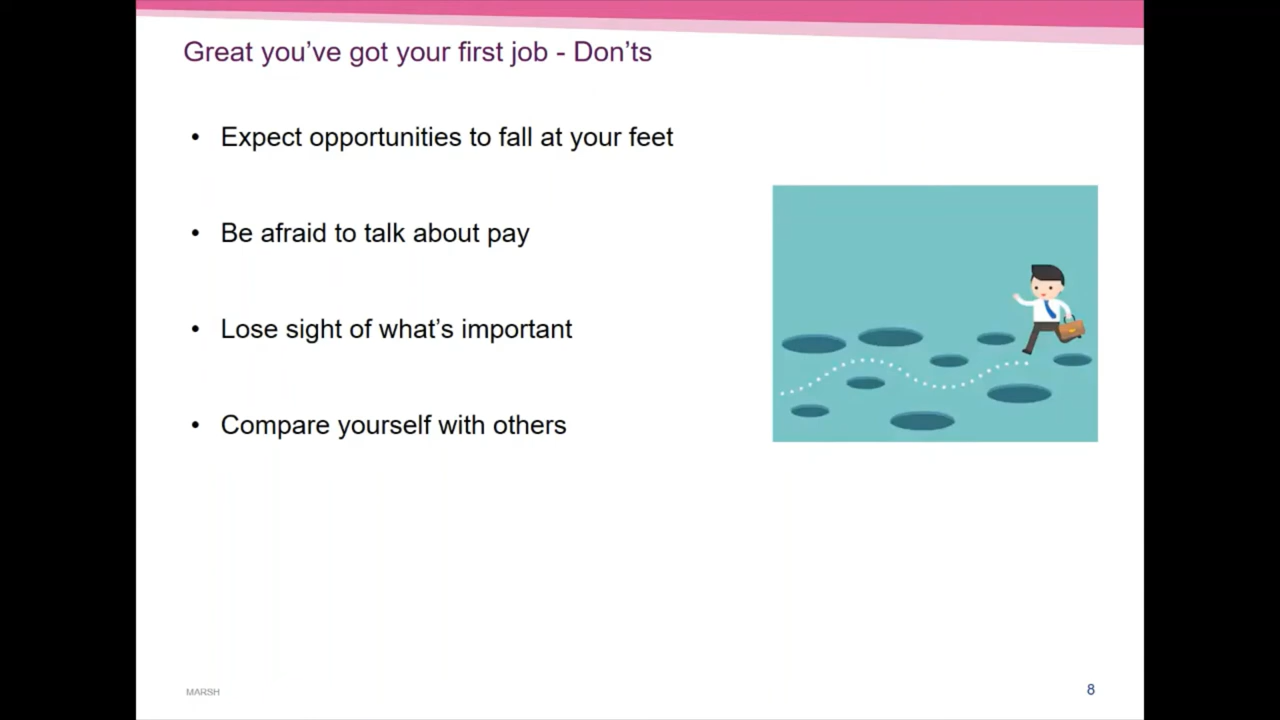 Great you’ve got your first job - Don’ts
• Expect opportunities to fall at your feet
• Be afraid to talk about pay
• Lose sight of what’s important
• Compare yourself with others
MARSH
8